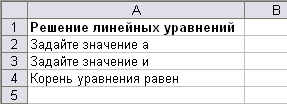 A B
1 Решение линейных уравнений
2 Задайте значение а
3 Задайте значение и
4 Корень уравнения равен
5